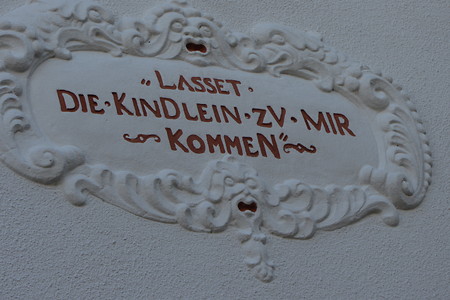 „LASSET·
DIE·KINDLEIN·ZV·MIR
~KOMMEN"~